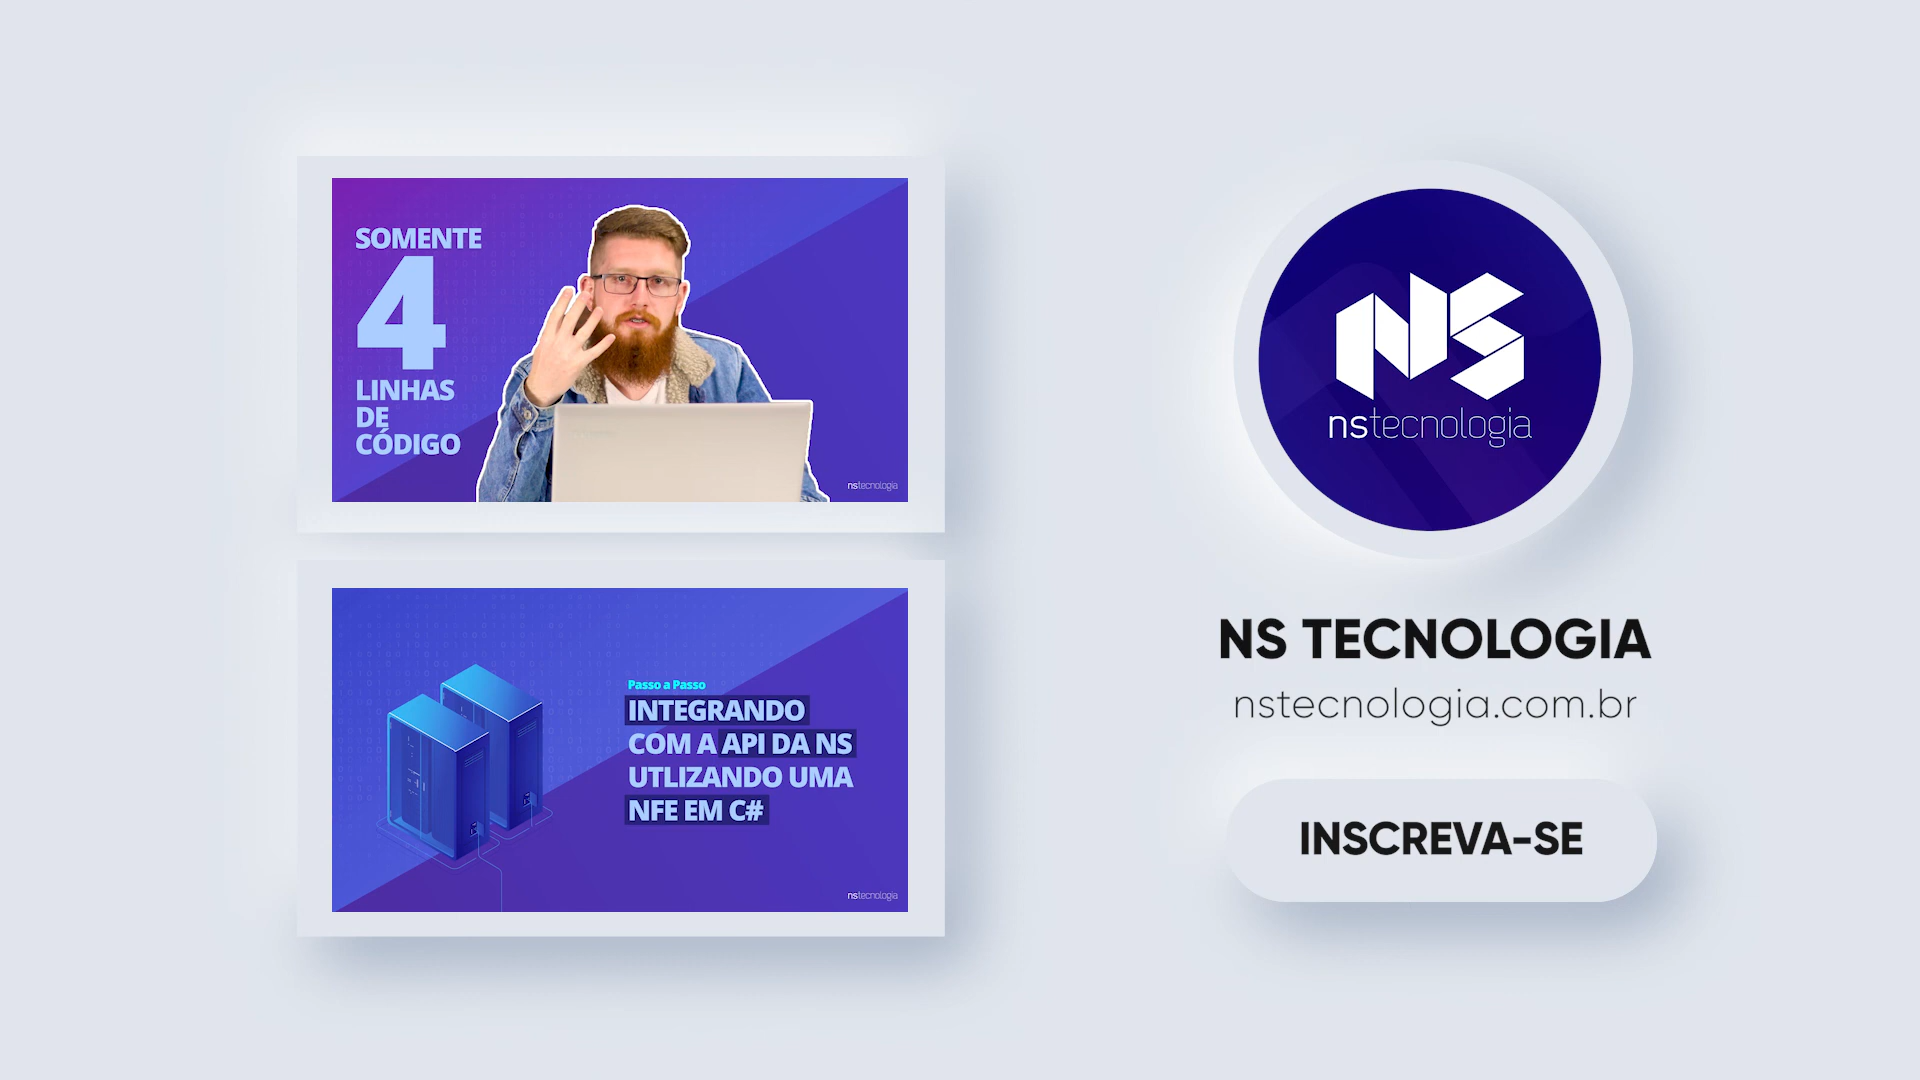 SOMENTE
4
LINHAS
DE
CÓDIGO
nstecnologia
Passo a Passo
INTEGRANDO
COM A API DA NS
UTLIZANDO UMA
NFE EM C#
nstecnologia
NS
nstecnologia
NS TECNOLOGIA
nstecnologia.com.br
INSCREVA-SE